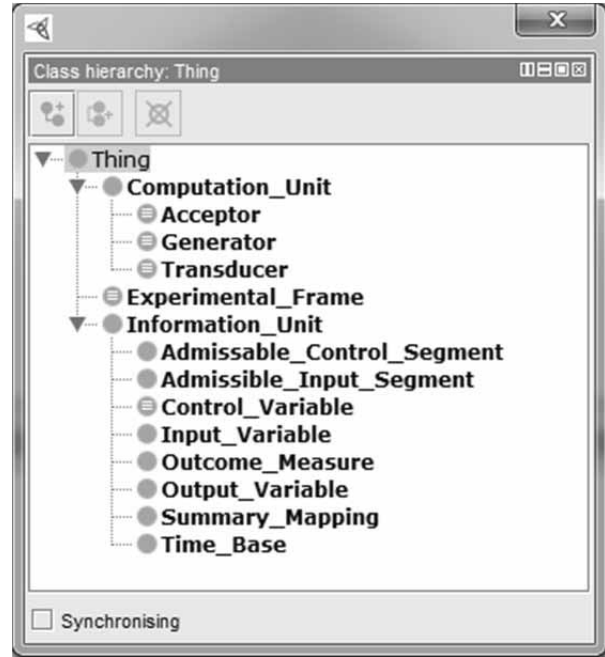 Class hierarchy: Thing
Thing
Computation_Unit
Acceptor
Generator
Transducer
Experimental_Frame
Information_Unit
Admissable_Control_Segment
Admissible_Input_Segment
Control_Variable
Input_Variable
Outcome_Measure
Output_Variable
Summary_Mapping
Time_Base
Synchronising